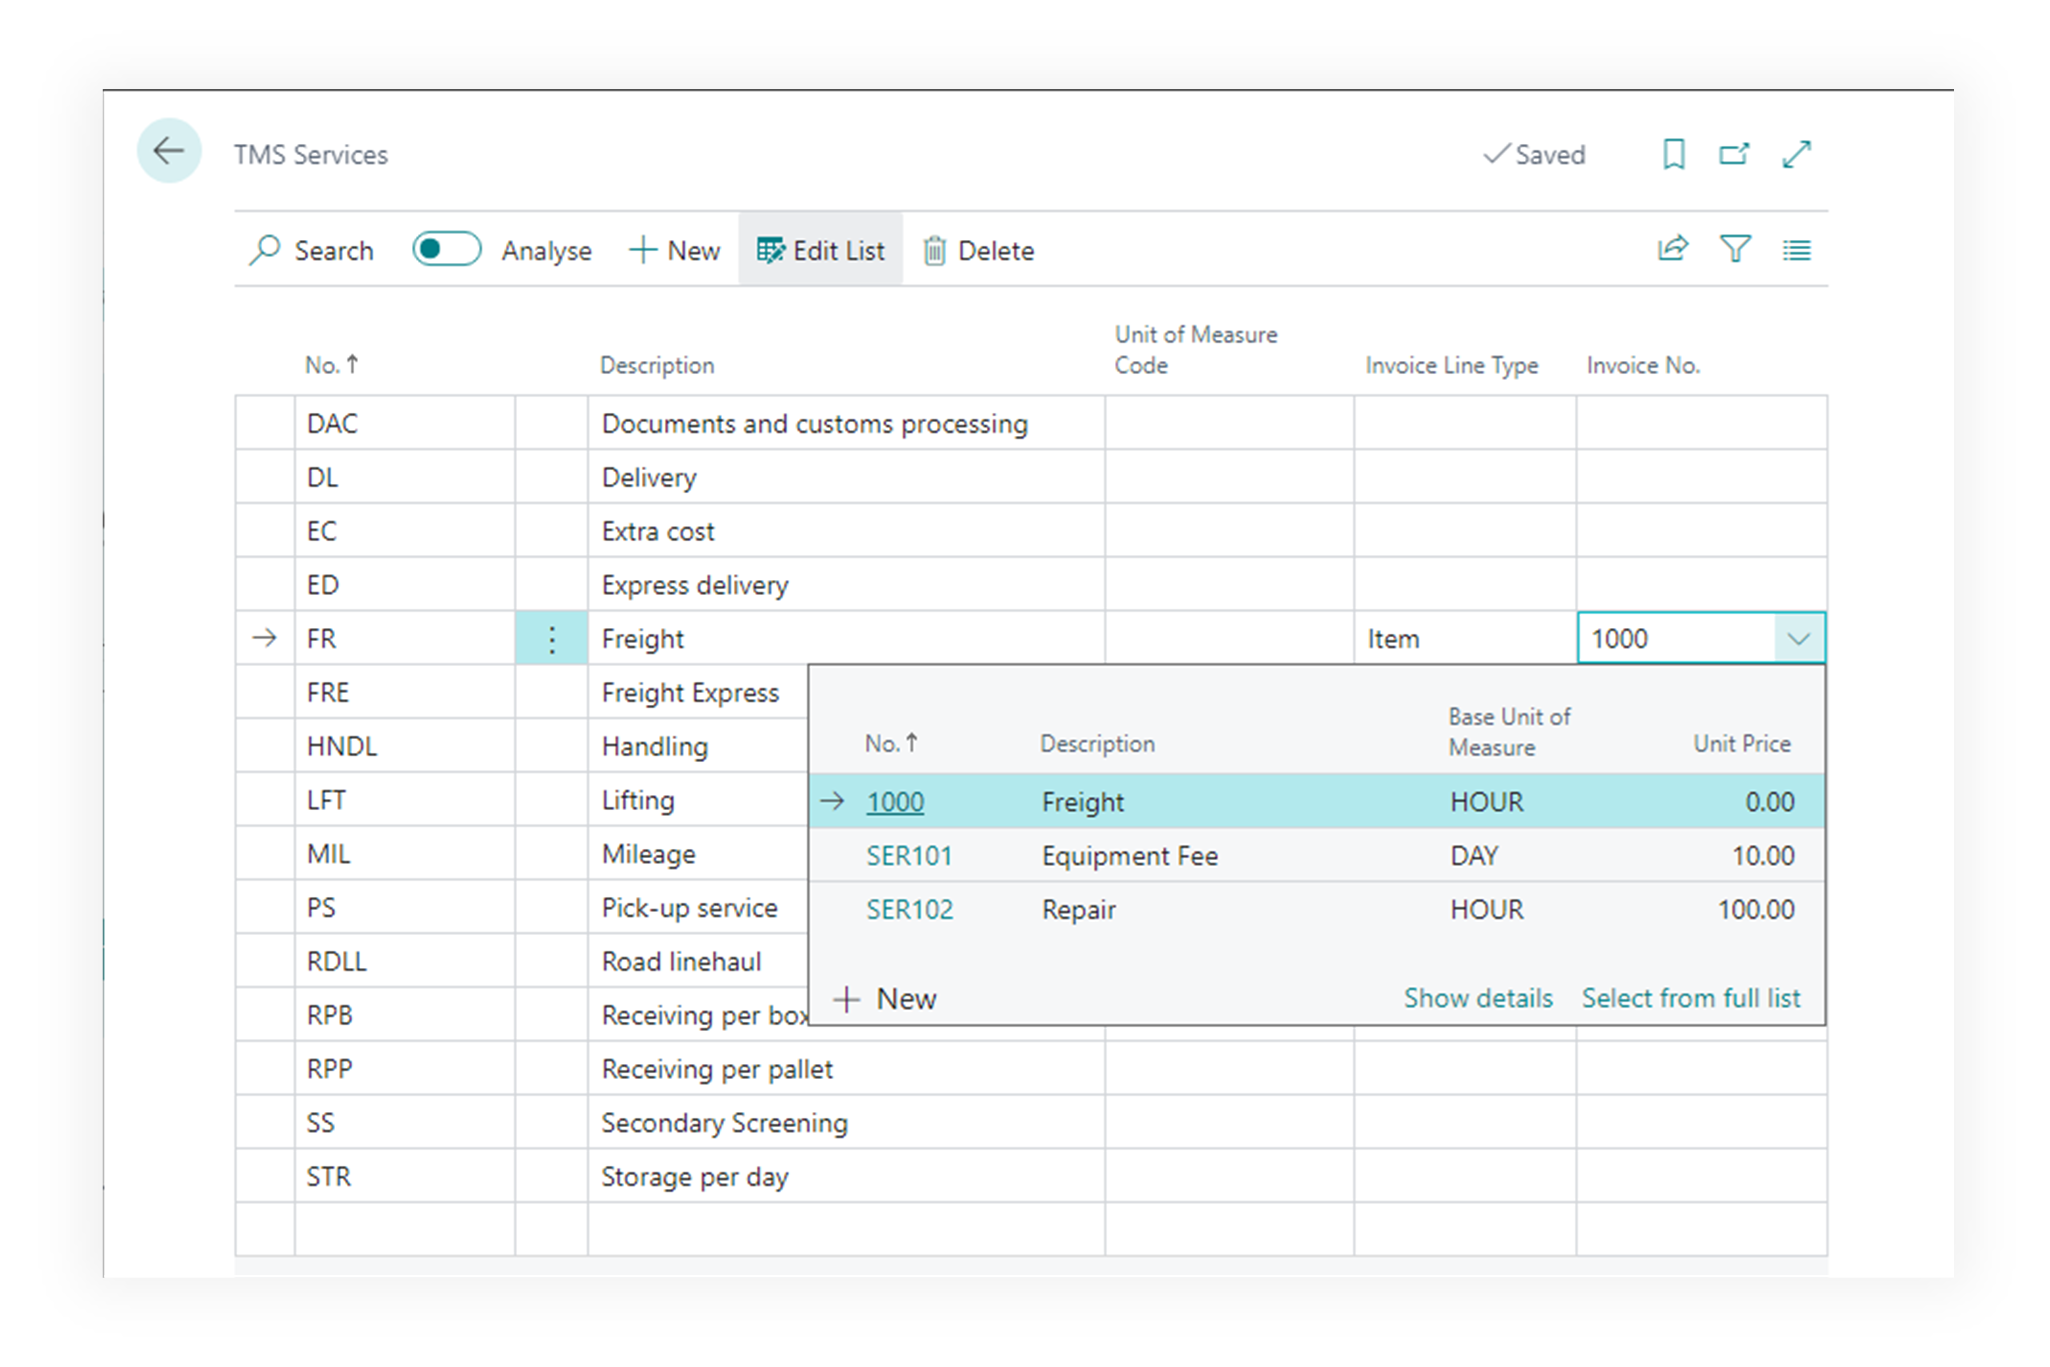 TMS Services
Saved
Search Analyse New Edit List Delete
No. ↑ Description Unit of Measure Code Invoice Line Type Invoice No.
DAC Documents and customs processing
DL Delivery
EC Extra cost
ED Express delivery
FR Freight Item 1000
FRE Freight Express
HNDL Handling
LFT Lifting
MIL Mileage
PS Pick-up service
RDLL Road linehaul
RPB Receiving per box
RPP Receiving per pallet
SS Secondary Screening
STR Storage per day
No. ↑ Description Base Unit of Measure Unit Price
1000 Freight HOUR 0.00
SER101 Equipment Fee DAY 10.00
SER102 Repair HOUR 100.00
New Show details Select from full list